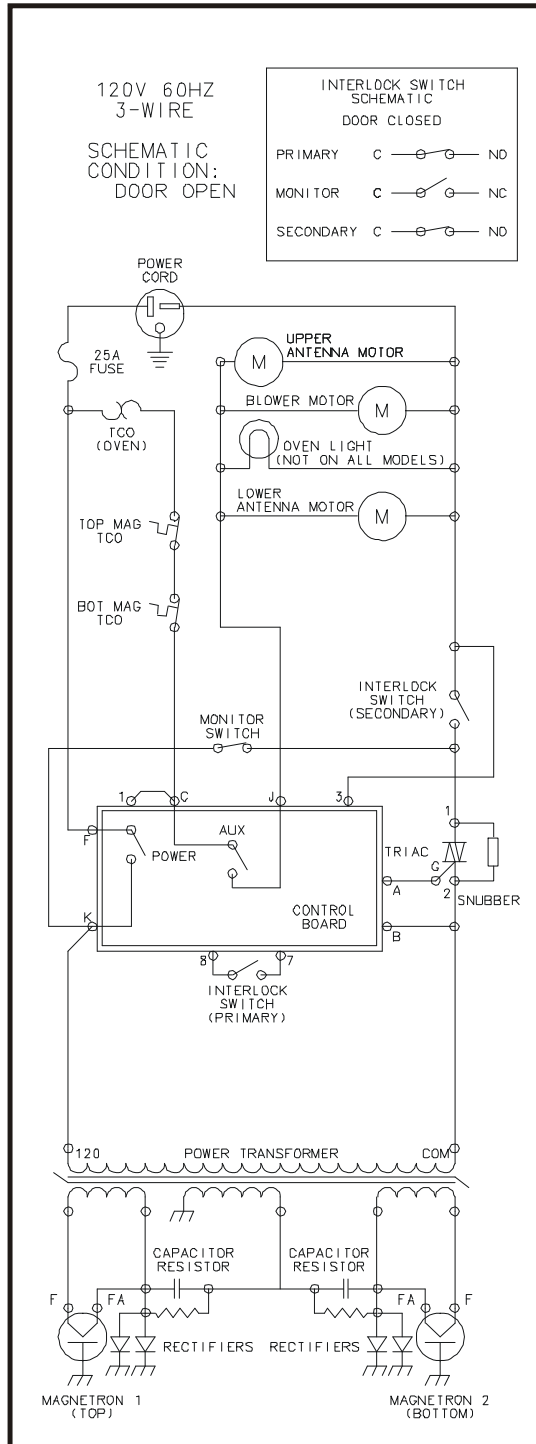 120V 60HZ
3-WIRE
SCHEMATIC
CONDITION:
DOOR OPEN
INTERLOCK SWITCH
SCHEMATIC
DOOR CLOSED
PRIMARY C NO
MONITOR C NC
SECONDARY C NO
POWER
CORD
25A
FUSE
TCO
(OVEN)
UPPER
ANTENNA MOTOR
M
BLOWER MOTOR
M
OVEN LIGHT
(NOT ON ALL MODELS)
LOWER
ANTENNA MOTOR
M
TOP MAG
TCO
BOT MAG
TCO
INTERLOCK
SWITCH
(SECONDARY)
MONITOR
SWITCH
1 C J 3
F
POWER
AUX
K
CONTROL
BOARD
A
B
TRIAC
1
G
2
SNUBBER
8 7
INTERLOCK
SWITCH
(PRIMARY)
120 POWER TRANSFORMER COM
CAPACITOR
RESISTOR
CAPACITOR
RESISTOR
F FA
FA F
RECTIFIERS RECTIFIERS
MAGNETRON 1
(TOP)
MAGNETRON 2
(BOTTOM)